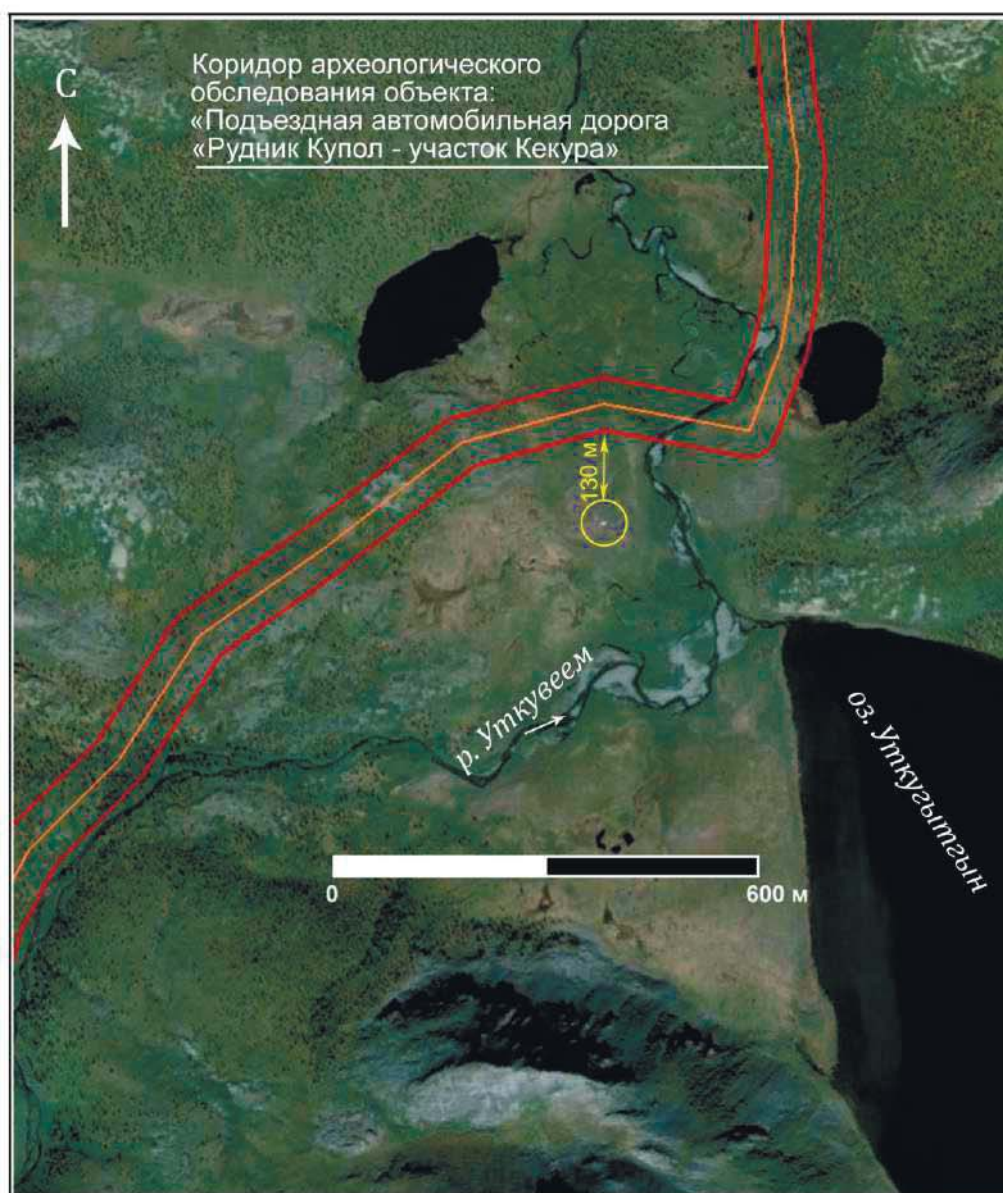 Коридор археологического
обследования объекта:
«Подъездная автомобильная дорога
«Рудник Купол - участок Кекура»
С
130 м
р. Уткувеем
оз. Уткугытгын
0
600 м